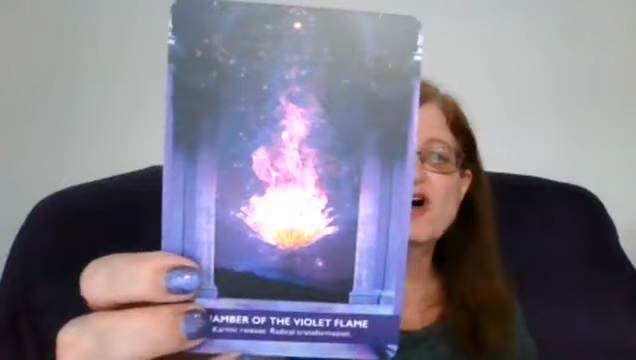 HAMBER OF THE VIOLET FLAME
Karmic release. Radical transformation.